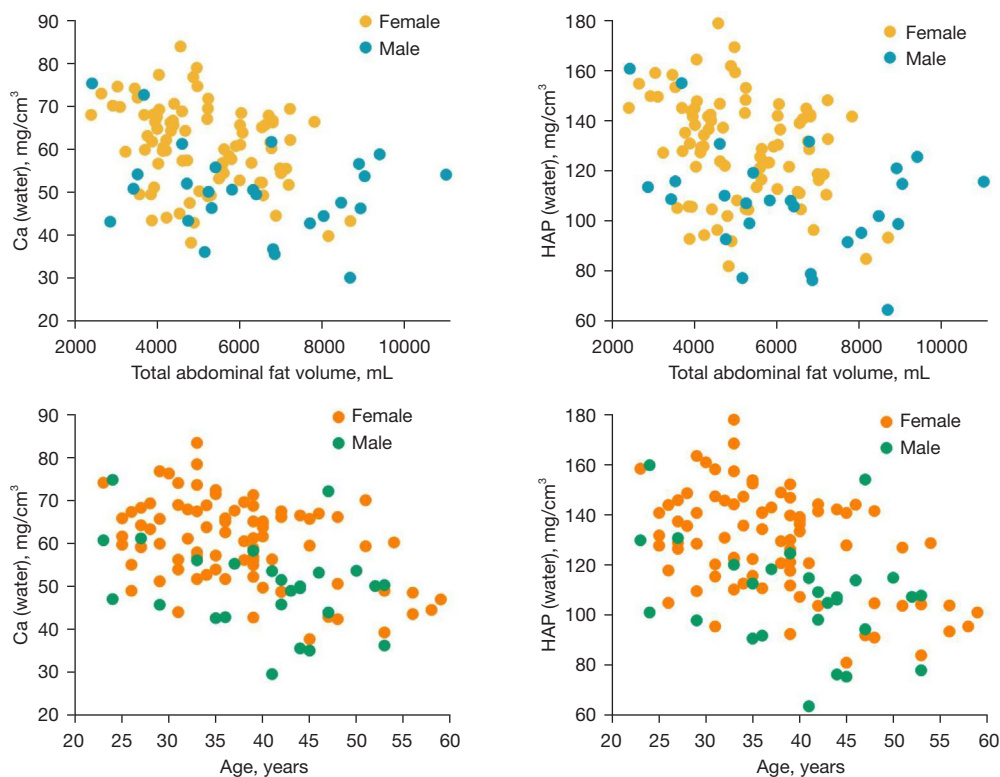 90
80
70
60
50
40
30
20
Ca (water), mg/cm³
Female
Male
2000 4000 6000 8000 10000
Total abdominal fat volume, mL
180
160
140
120
100
80
60
HAP (water), mg/cm³
Female
Male
2000 4000 6000 8000 10000
Total abdominal fat volume, mL
90
80
70
60
50
40
30
20
Ca (water), mg/cm³
Female
Male
20 25 30 35 40 45 50 55 60
Age, years
180
160
140
120
100
80
60
HAP (water), mg/cm³
Female
Male
20 25 30 35 40 45 50 55 60
Age, years